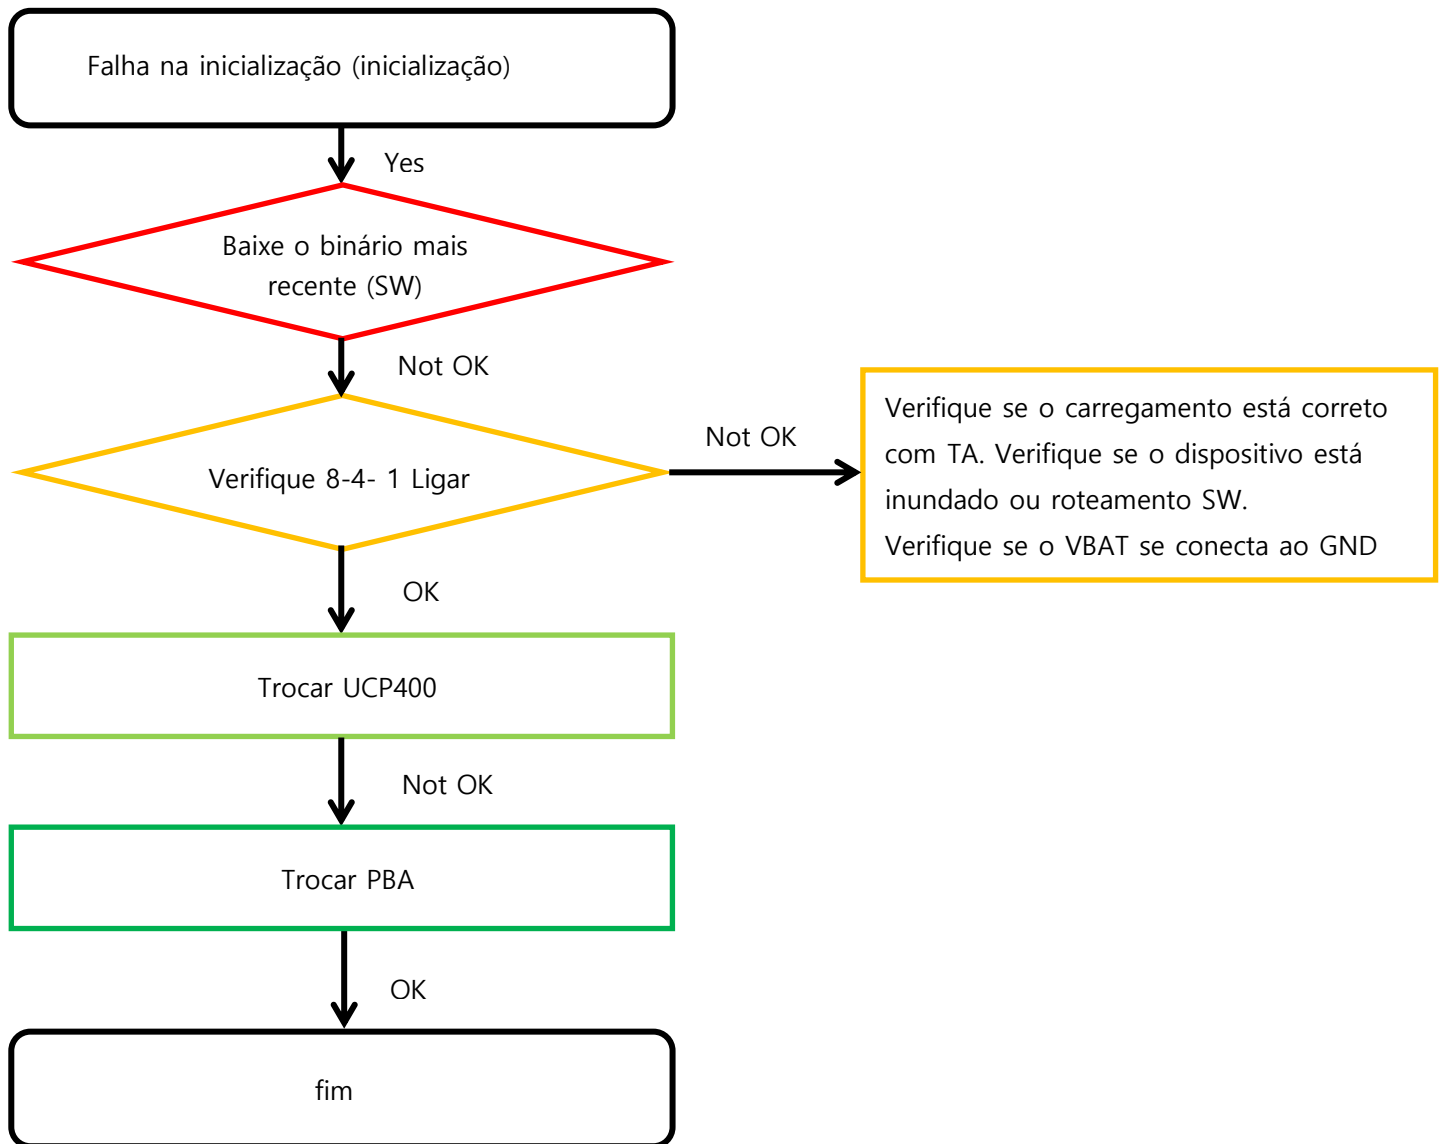 Falha na inicialização (inicialização)
Yes
Baixe o binário mais
recente (SW)
Not OK
Verifique 8-4- 1 Ligar
Not OK
Verifique se o carregamento está correto
com TA. Verifique se o dispositivo está
inundado ou roteamento SW.
Verifique se o VBAT se conecta ao GND
OK
Trocar UCP400
Not OK
Trocar PBA
OK
fim